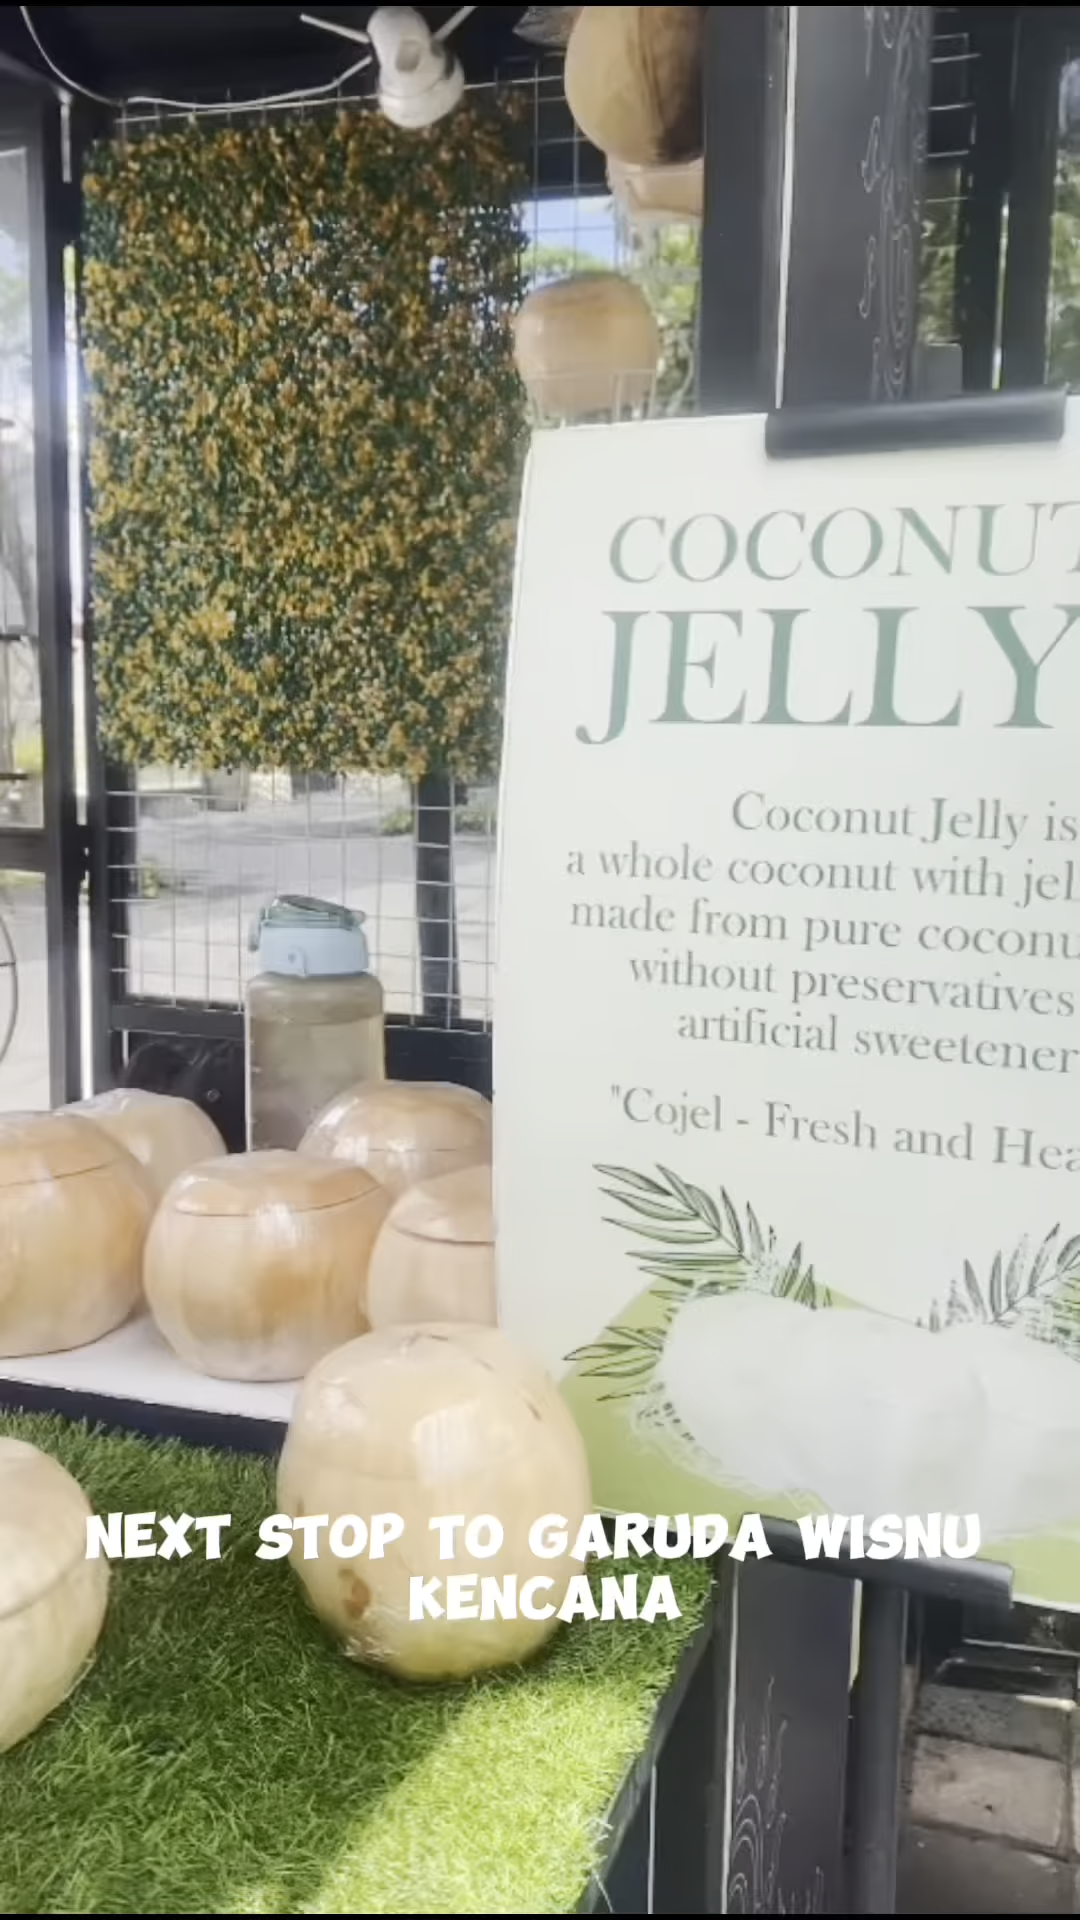 COCONUT
JELLY
Coconut Jelly is
a whole coconut with jel
made from pure coconu
without preservatives
artificial sweetener
"Cojel - Fresh and Hea
NEXT STOP TO GARUDA WISNU
KENCANA